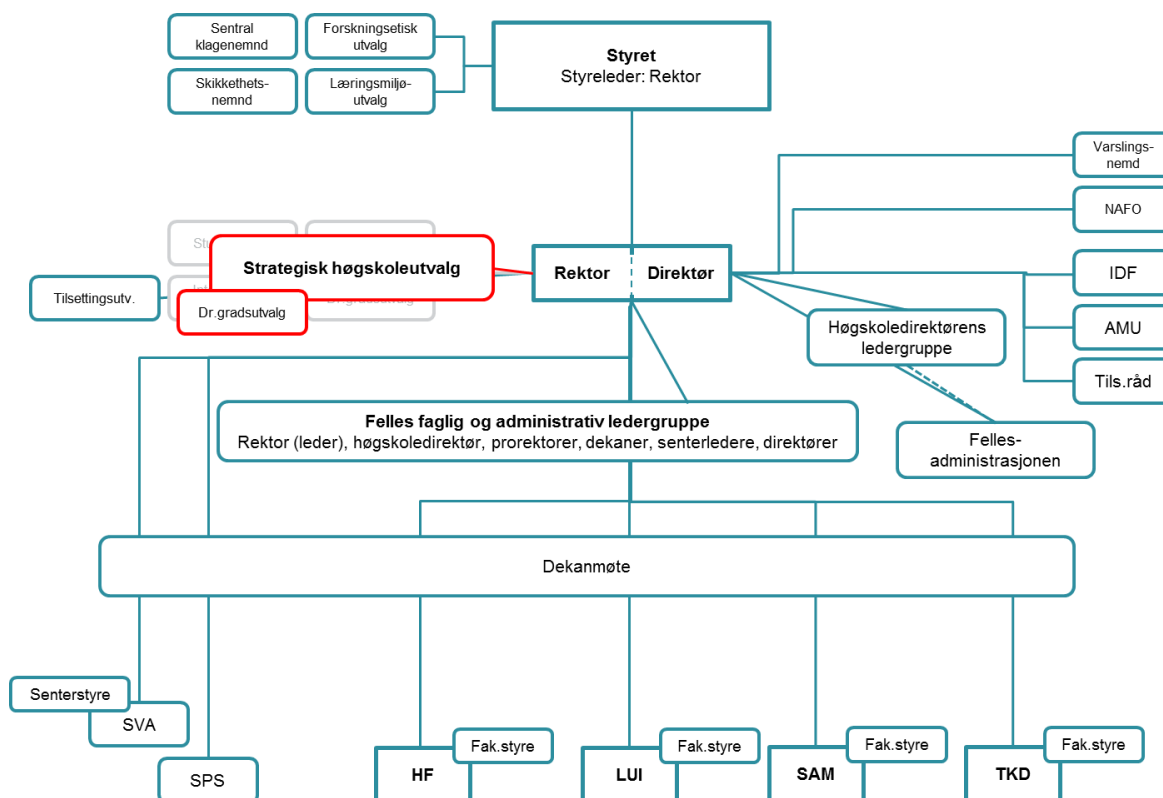 Sentral
klagenemnd
Forskningsetisk
utvalg
Styret
Styreleder: Rektor
Skikkethets-
nemnd
Læringsmiljø-
utvalg
Varslings-
nemd
NAFO
Strategisk høgskoleutvalg
Rektor
Direktør
IDF
Tilsettingsutv.
Dr.gradsutvalg
Høgskoledirektørens
ledergruppe
AMU
Tils.råd
Felles faglig og administrativ ledergruppe
Rektor (leder), høgskoledirektør, prorektorer, dekaner, senterledere, direktører
Felles-
administrasjonen
Dekanmøte
Senterstyre
SVA
SPS
HF
Fak.styre
LUI
Fak.styre
SAM
Fak.styre
TKD
Fak.styre